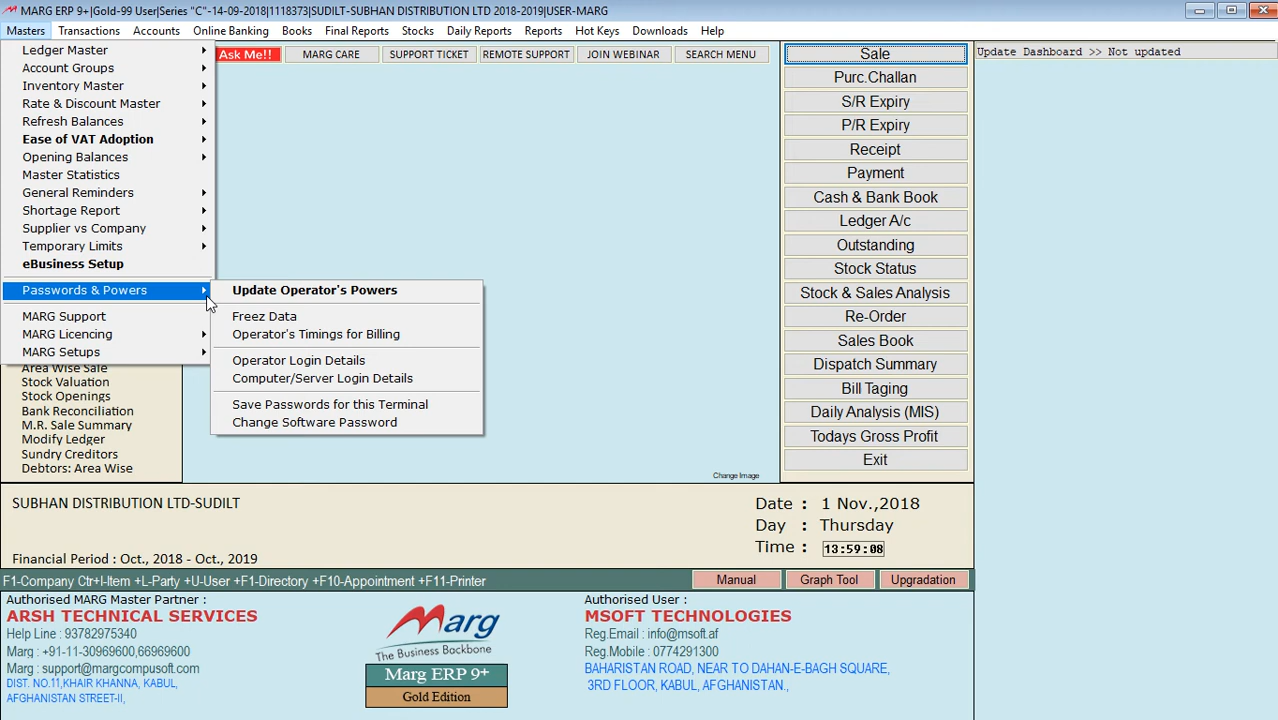 MARG ERP 9+|Gold-99 User|Series "C"-14-09-2018|1118373|SUDILT-SUBHAN DISTRIBUTION LTD 2018-2019|USER-MARG
Masters Transactions Accounts Online Banking Books Final Reports Stocks Daily Reports Reports Hot Keys Downloads Help
Ask Me!! MARG CARE SUPPORT TICKET REMOTE SUPPORT JOIN WEBINAR SEARCH MENU
Ledger Master
Account Groups
Inventory Master
Rate & Discount Master
Refresh Balances
Ease of VAT Adoption
Opening Balances
Master Statistics
General Reminders
Shortage Report
Supplier vs Company
Temporary Limits
eBusiness Setup
Passwords & Powers
MARG Support
MARG Licencing
MARG Setups
Update Operator's Powers
Freez Data
Operator's Timings for Billing
Operator Login Details
Computer/Server Login Details
Save Passwords for this Terminal
Change Software Password
Area Wise Sale
Stock Valuation
Stock Openings
Bank Reconciliation
M.R. Sale Summary
Modify Ledger
Sundry Creditors
Debtors: Area Wise
Change Image
Sale
Purc.Challan
S/R Expiry
P/R Expiry
Receipt
Payment
Cash & Bank Book
Ledger A/c
Outstanding
Stock Status
Stock & Sales Analysis
Re-Order
Sales Book
Dispatch Summary
Bill Taging
Daily Analysis (MIS)
Todays Gross Profit
Exit
Update Dashboard >> Not updated
SUBHAN DISTRIBUTION LTD-SUDILT
Financial Period : Oct., 2018 - Oct., 2019
Date : 1 Nov.,2018
Day : Thursday
Time : 13:59:08
F1-Company Ctr+I-Item +L-Party +U-User +F1-Directory +F10-Appointment +F11-Printer
Manual Graph Tool Upgradation
Authorised MARG Master Partner :
ARSH TECHNICAL SERVICES
Help Line : 93782975340
Marg : +91-11-30969600,66969600
Marg : support@margcompusoft.com
DIST. NO.11,KHAIR KHANNA, KABUL,
AFGHANISTAN STREET-II,
Marg
The Business Backbone
Marg ERP 9+
Gold Edition
Authorised User :
MSOFT TECHNOLOGIES
Reg.Email : info@msoft.af
Reg.Mobile : 0774291300
BAHARISTAN ROAD, NEAR TO DAHAN-E-BAGH SQUARE,
3RD FLOOR, KABUL, AFGHANISTAN.,